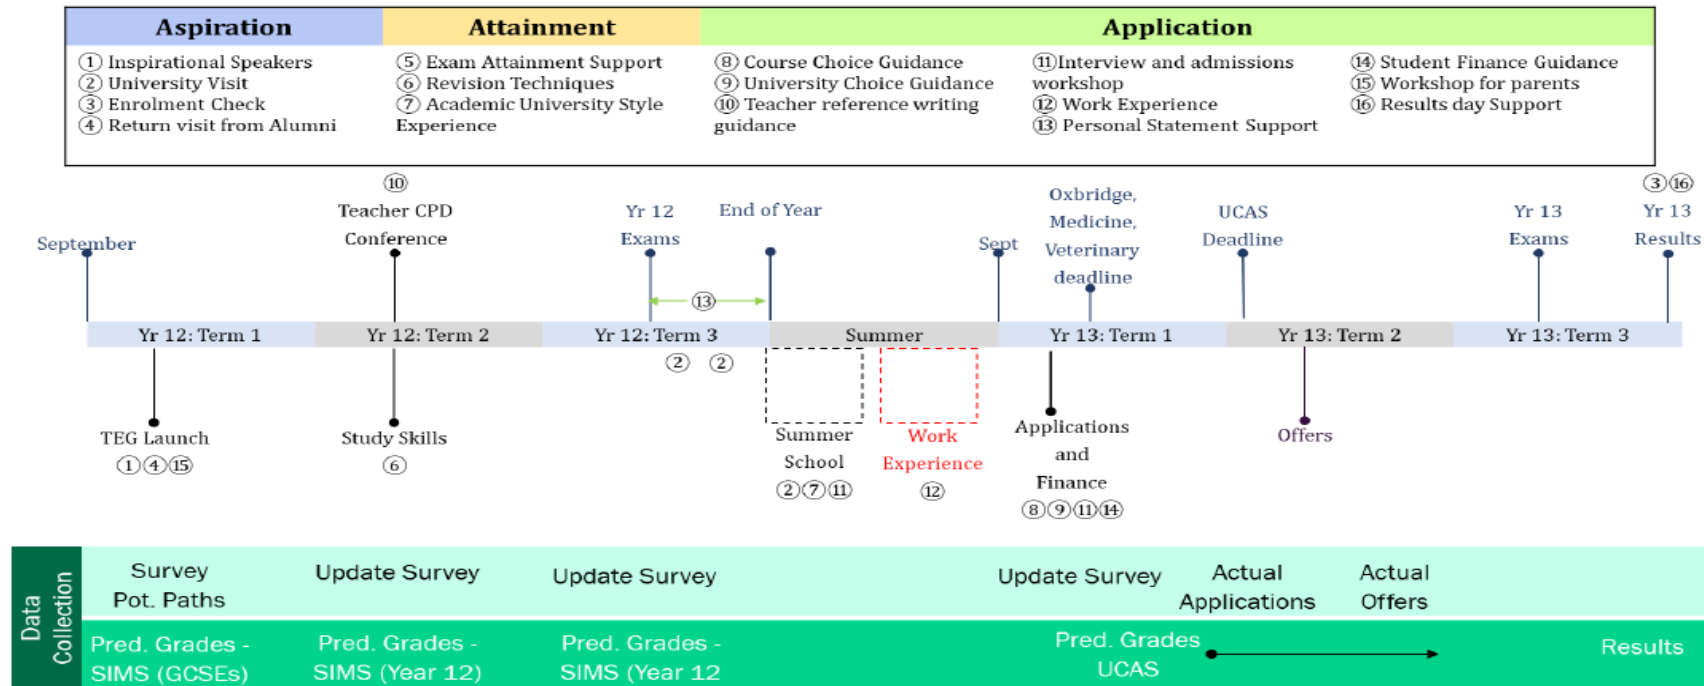 Aspiration
Attainment
Application
① Inspirational Speakers
② University Visit
③ Enrolment Check
④ Return visit from Alumni
⑤ Exam Attainment Support
⑥ Revision Techniques
⑦ Academic University Style
Experience
⑧ Course Choice Guidance
⑨ University Choice Guidance
⑩ Teacher reference writing
guidance
⑪Interview and admissions
workshop
⑫ Work Experience
⑬ Personal Statement Support
⑭ Student Finance Guidance
⑮ Workshop for parents
⑯ Results day Support
September
⑩
Teacher CPD
Conference
Yr 12
Exams
⑬
End of Year
Sept
Oxbridge,
Medicine,
Veterinary
deadline
UCAS
Deadline
Yr 13
Exams
③⑯
Yr 13
Results
Yr 12: Term 1
Yr 12: Term 2
Yr 12: Term 3
Summer
Yr 13: Term 1
Yr 13: Term 2
Yr 13: Term 3
② ②
TEG Launch
①④⑮
Study Skills
⑥
Summer
School
②⑦⑪
Work
Experience
⑫
Applications
and
Finance
⑧⑨⑪⑭
Offers
Data
Collection
Survey
Pot. Paths
Update Survey
Update Survey
Update Survey
Actual
Applications
Actual
Offers
Pred. Grades -
SIMS (GCSEs)
Pred. Grades -
SIMS (Year 12)
Pred. Grades -
SIMS (Year 12
Pred. Grades
UCAS
Results